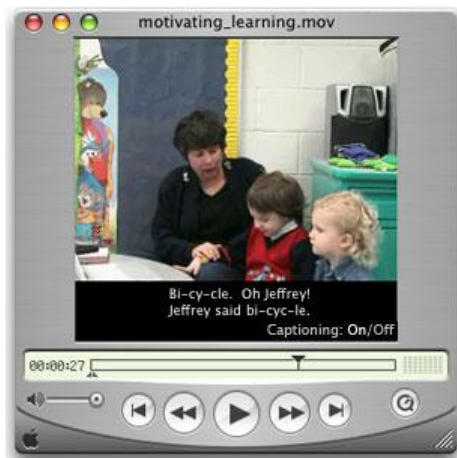 motivating_learning.mov
Bi-cy-cle.  Oh Jeffrey!
Jeffrey said bi-cyc-le.
Captioning: On/Off
00:00:27